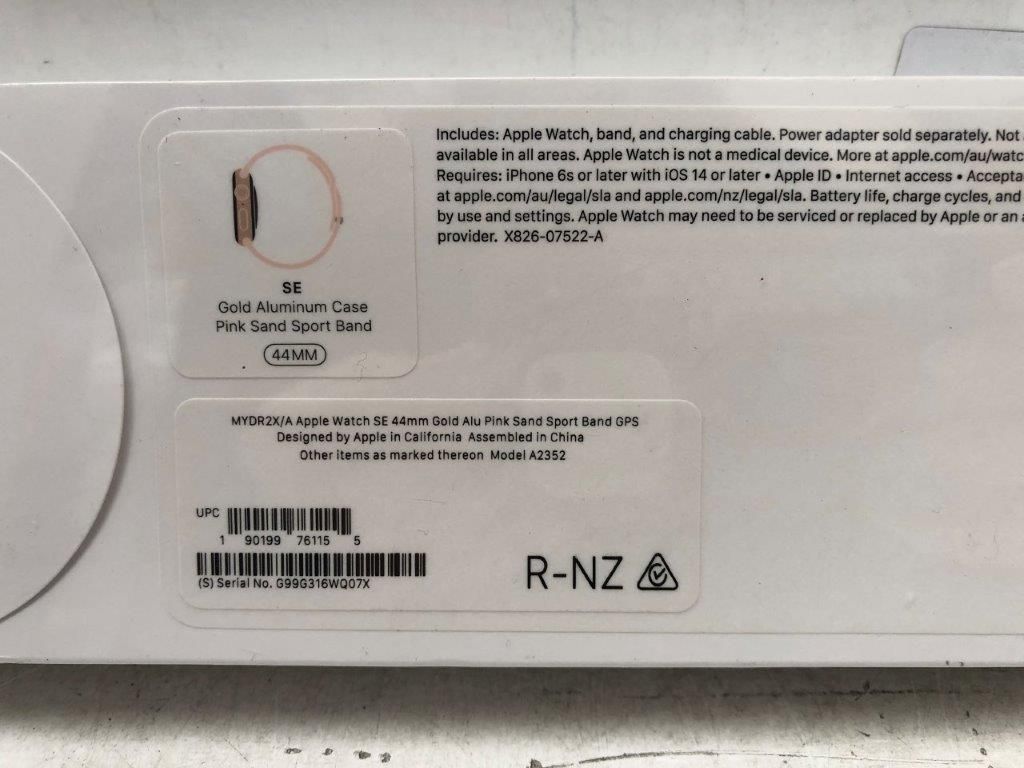 Includes: Apple Watch, band, and charging cable. Power adapter sold separately. Not
available in all areas. Apple Watch is not a medical device. More at apple.com/au/watc
Requires: iPhone 6s or later with iOS 14 or later • Apple ID • Internet access • Accepta
at apple.com/au/legal/sla and apple.com/nz/legal/sla. Battery life, charge cycles, and
by use and settings. Apple Watch may need to be serviced or replaced by Apple or an a
provider. X826-07522-A
SE
Gold Aluminum Case
Pink Sand Sport Band
44MM
MYDR2X/A Apple Watch SE 44mm Gold Alu Pink Sand Sport Band GPS
Designed by Apple in California Assembled in China
Other items as marked thereon Model A2352
UPC
1 90199 76115 5
(S) Serial No. G99G316WQ07X
R-NZ